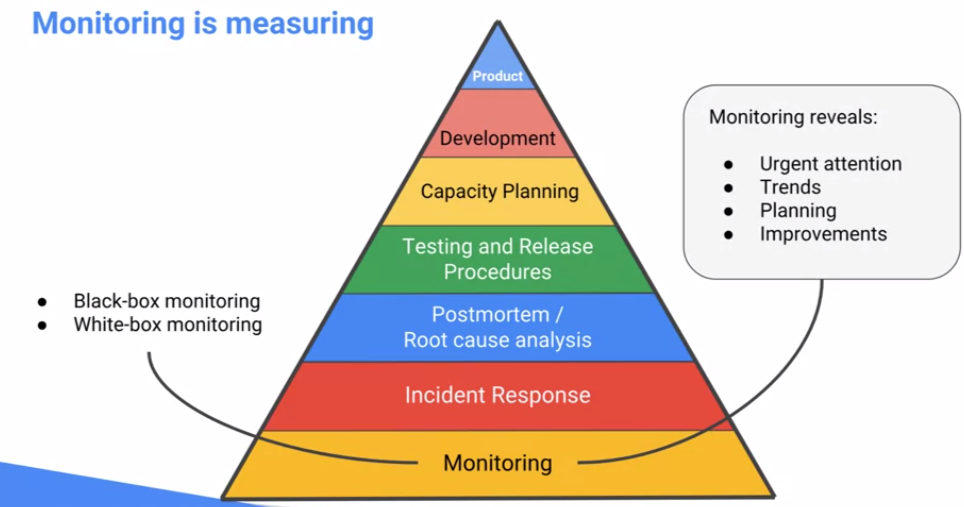 Monitoring is measuring
Product
Development
Capacity Planning
Testing and Release
Procedures
Postmortem /
Root cause analysis
Incident Response
Monitoring
● Black-box monitoring
● White-box monitoring
Monitoring reveals:
● Urgent attention
● Trends
● Planning
● Improvements